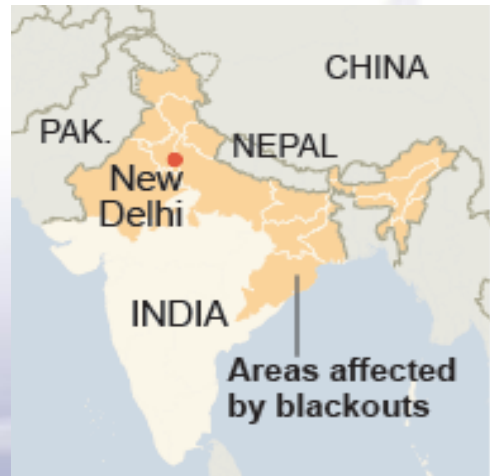 CHINA
PAK.
NEPAL
New
Delhi
INDIA
Areas affected
by blackouts